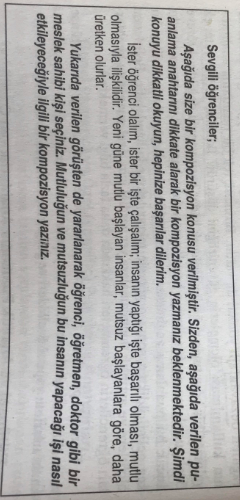 Sevgili öğrenciler;
Aşağıda size bir kompozisyon konusu verilmiştir. Sizden, aşağıda verilen pu-
anlama anahtarını dikkate alarak bir kompozisyon yazmanız beklenmektedir. Şimdi
konuyu dikkatli okuyun, hepinize başarılar dilerim.
İster öğrenci olalım, ister bir işte çalışalım; insanın yaptığı işte başarılı olması, mutlu
olmasıyla ilişkilidir. Yeni güne mutlu başlayan insanlar, mutsuz başlayanlara göre, daha
üretken olurlar.
Yukarıda verilen görüşten de yararlanarak öğrenci, öğretmen, doktor gibi bir
meslek sahibi kişi seçiniz. Mutluluğun ve mutsuzluğun bu insanın yapacağı işi nasıl
etkileyeceğiyle ilgili bir kompozisyon yazınız.